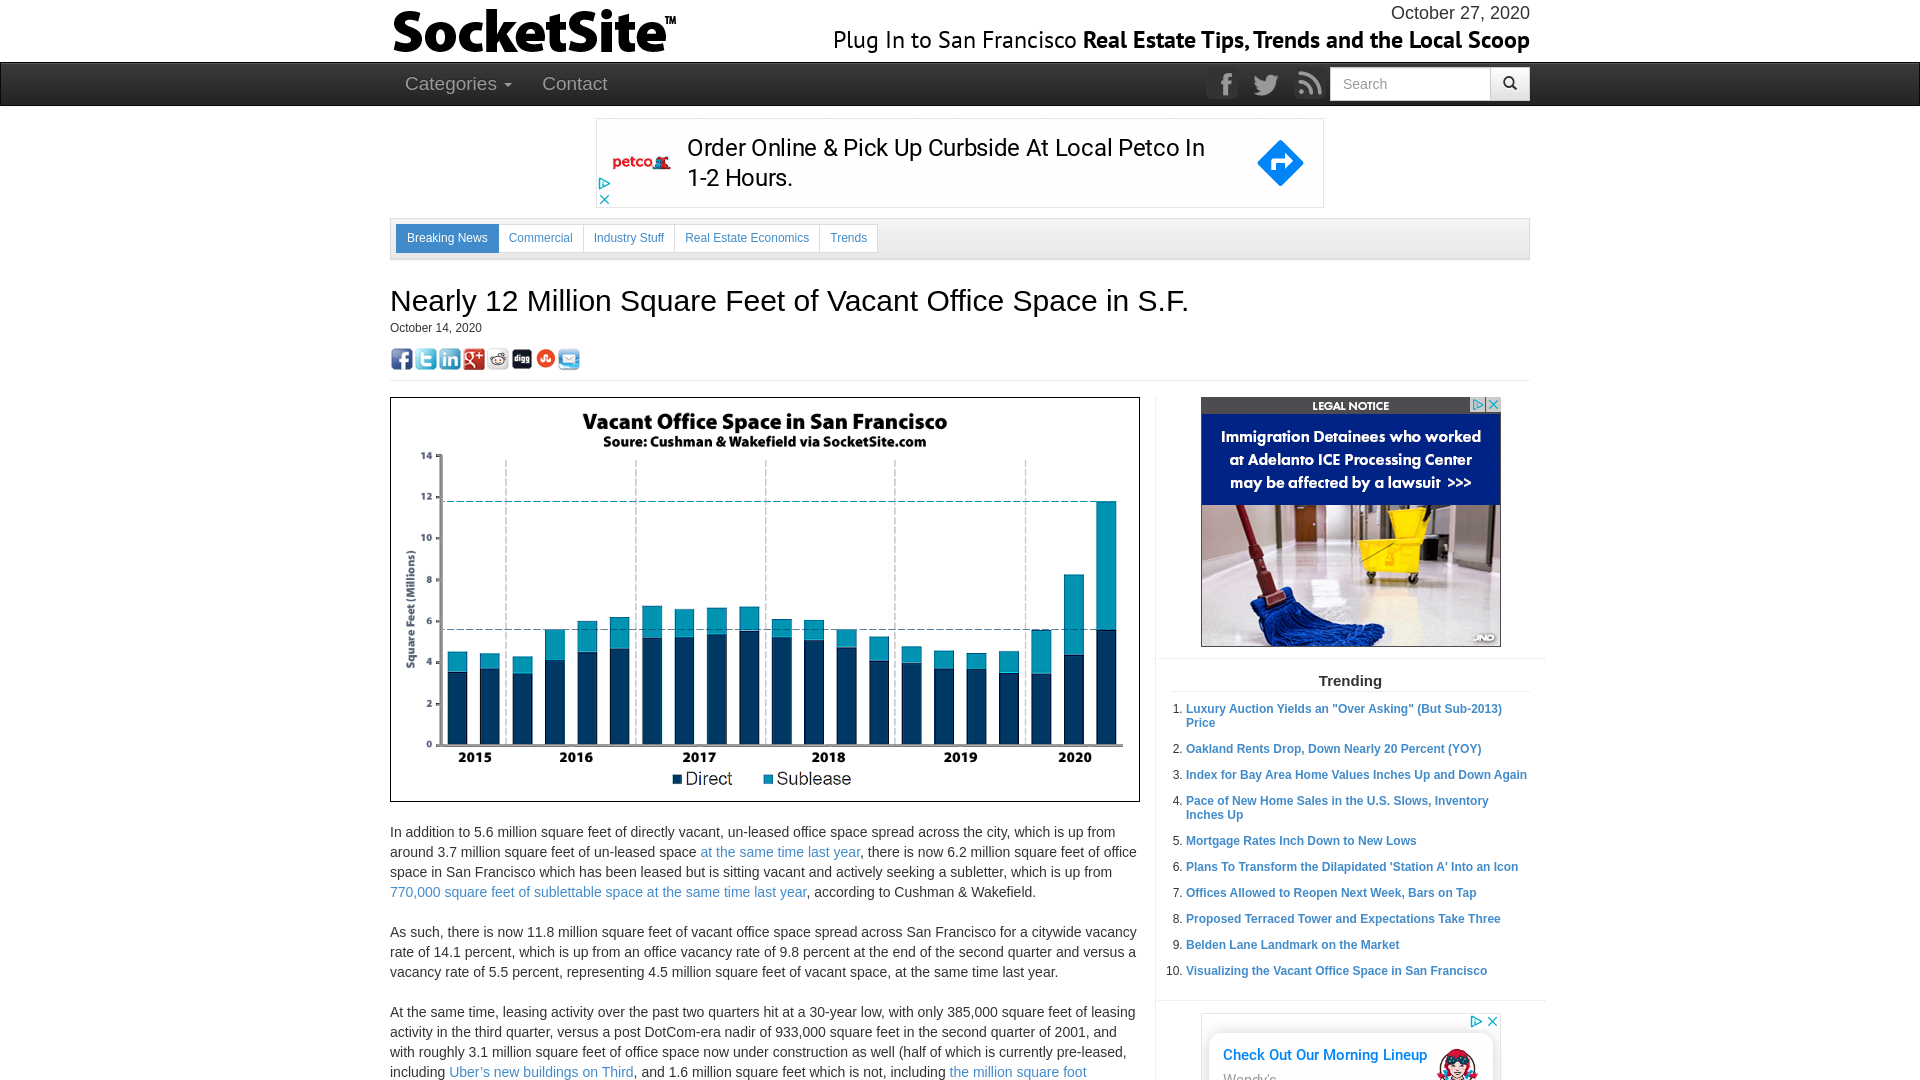 SocketSite™
October 27, 2020
Plug In to San Francisco Real Estate Tips, Trends and the Local Scoop
Categories
Contact
Search
petco
Order Online & Pick Up Curbside At Local Petco In
1-2 Hours.
Breaking News
Commercial
Industry Stuff
Real Estate Economics
Trends
Nearly 12 Million Square Feet of Vacant Office Space in S.F.
October 14, 2020
digg
Vacant Office Space in San Francisco
Soure: Cushman & Wakefield via SocketSite.com
Square Feet (Millions)
14
12
10
8
6
4
2
0
2015 2016 2017 2018 2019 2020
Direct Sublease
In addition to 5.6 million square feet of directly vacant, un-leased office space spread across the city, which is up from
around 3.7 million square feet of un-leased space at the same time last year, there is now 6.2 million square feet of office
space in San Francisco which has been leased but is sitting vacant and actively seeking a subletter, which is up from
770,000 square feet of sublettable space at the same time last year, according to Cushman & Wakefield.
As such, there is now 11.8 million square feet of vacant office space spread across San Francisco for a citywide vacancy
rate of 14.1 percent, which is up from an office vacancy rate of 9.8 percent at the end of the second quarter and versus a
vacancy rate of 5.5 percent, representing 4.5 million square feet of vacant space, at the same time last year.
At the same time, leasing activity over the past two quarters hit at a 30-year low, with only 385,000 square feet of leasing
activity in the third quarter, versus a post DotCom-era nadir of 933,000 square feet in the second quarter of 2001, and
with roughly 3.1 million square feet of office space now under construction as well (half of which is currently pre-leased,
including Uber’s new buildings on Third, and 1.6 million square feet which is not, including the million square foot
LEGAL NOTICE
Immigration Detainees who worked
at Adelanto ICE Processing Center
may be affected by a lawsuit >>>
JND
Trending
1. Luxury Auction Yields an "Over Asking" (But Sub-2013)
Price
2. Oakland Rents Drop, Down Nearly 20 Percent (YOY)
3. Index for Bay Area Home Values Inches Up and Down Again
4. Pace of New Home Sales in the U.S. Slows, Inventory
Inches Up
5. Mortgage Rates Inch Down to New Lows
6. Plans To Transform the Dilapidated 'Station A' Into an Icon
7. Offices Allowed to Reopen Next Week, Bars on Tap
8. Proposed Terraced Tower and Expectations Take Three
9. Belden Lane Landmark on the Market
10. Visualizing the Vacant Office Space in San Francisco
Check Out Our Morning Lineup
Wendy's